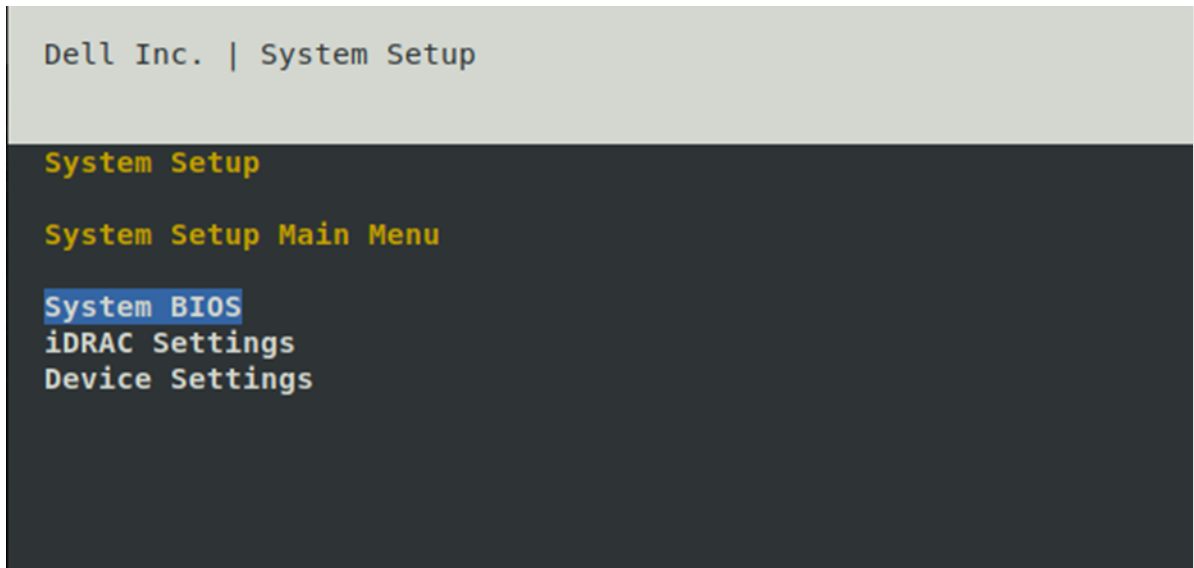 Dell Inc. | System Setup
System Setup
System Setup Main Menu
System BIOS
iDRAC Settings
Device Settings